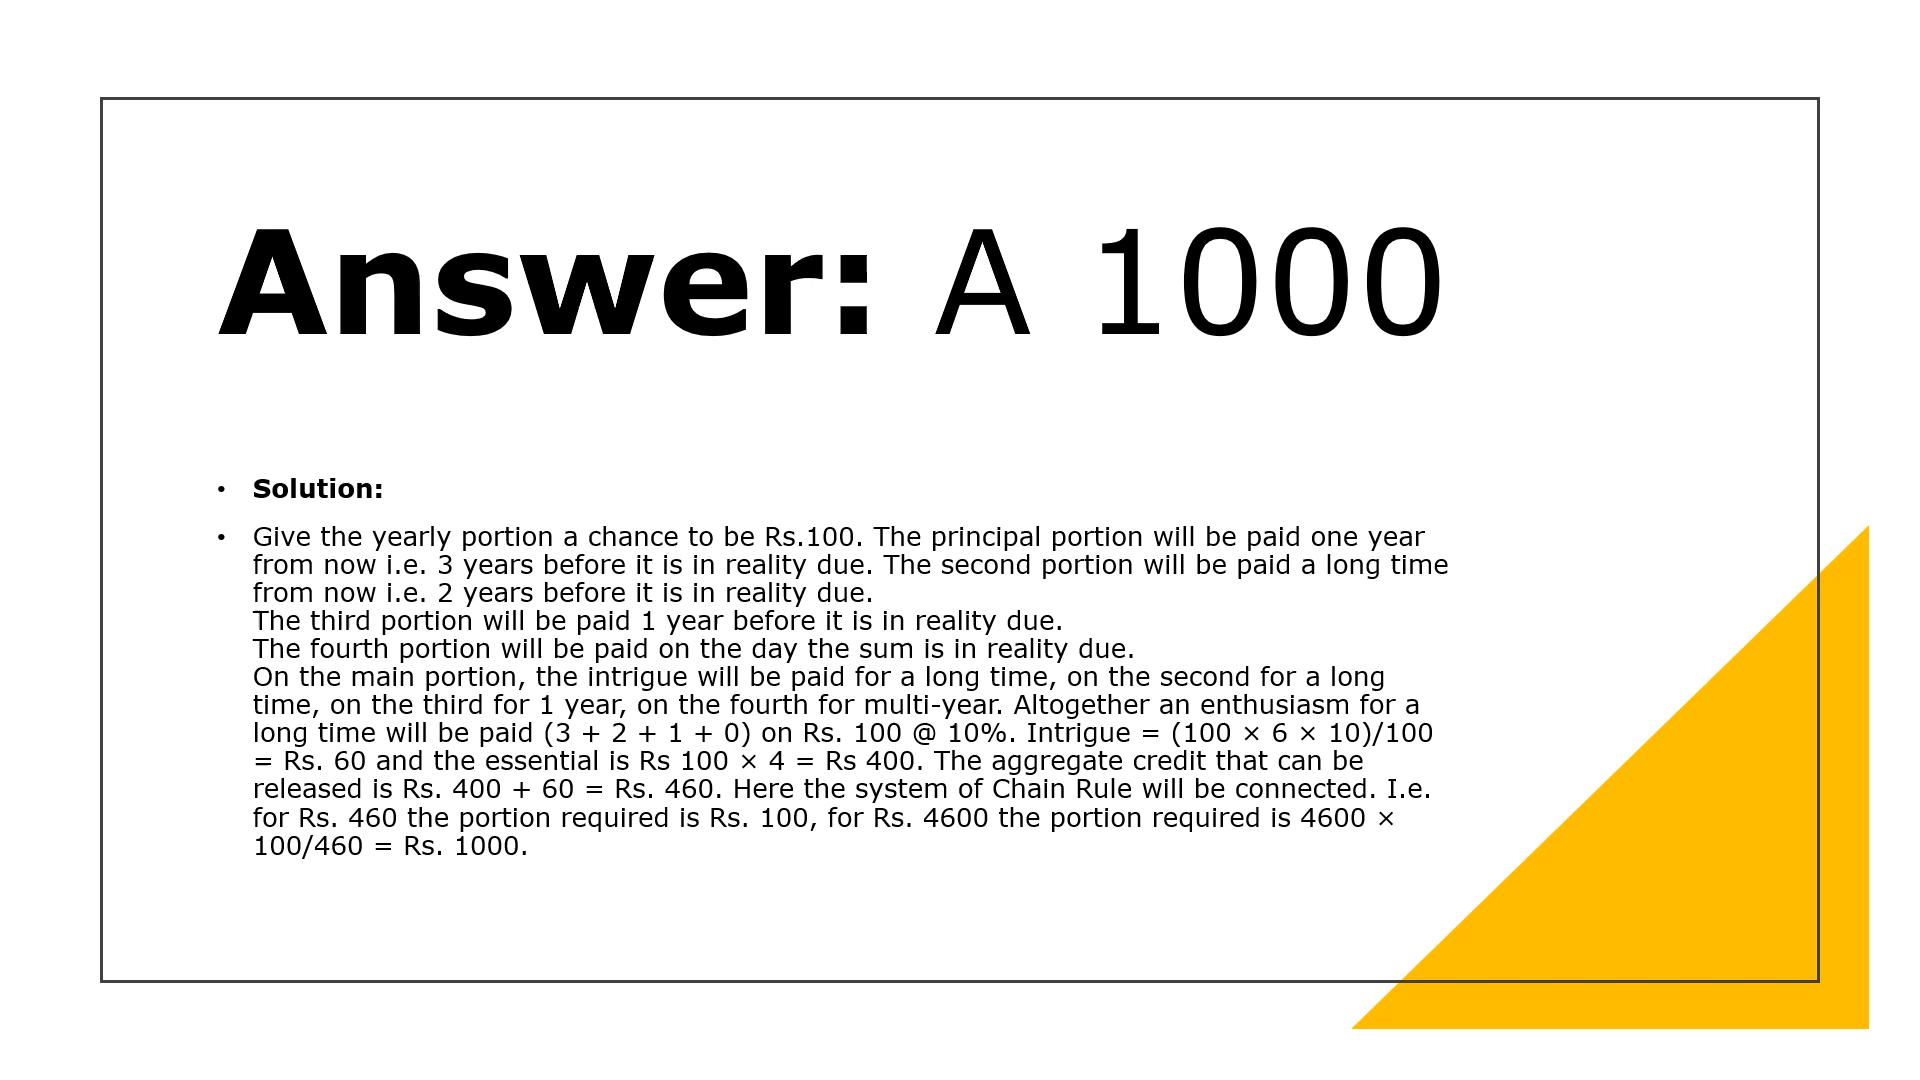 Answer: A 1000
• Solution:
• Give the yearly portion a chance to be Rs.100. The principal portion will be paid one year
from now i.e. 3 years before it is in reality due. The second portion will be paid a long time
from now i.e. 2 years before it is in reality due.
The third portion will be paid 1 year before it is in reality due.
The fourth portion will be paid on the day the sum is in reality due.
On the main portion, the intrigue will be paid for a long time, on the second for a long
time, on the third for 1 year, on the fourth for multi-year. Altogether an enthusiasm for a
long time will be paid (3 + 2 + 1 + 0) on Rs. 100 @ 10%. Intrigue = (100 × 6 × 10)/100
= Rs. 60 and the essential is Rs 100 × 4 = Rs 400. The aggregate credit that can be
released is Rs. 400 + 60 = Rs. 460. Here the system of Chain Rule will be connected. I.e.
for Rs. 460 the portion required is Rs. 100, for Rs. 4600 the portion required is 4600 ×
100/460 = Rs. 1000.